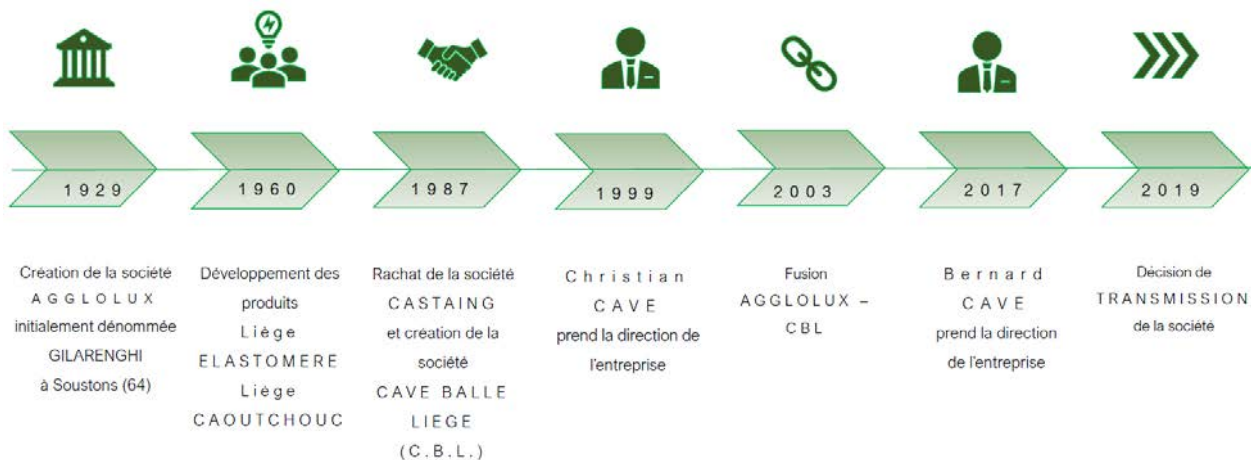 1929
1960
1987
1999
2003
2017
2019
Création de la société
AGGLOLUX
initialement dénommée
GILARENGHI
à Soustons (64)
Développement des
produits
Liège
ELASTOMERE
Liège
CAOUTCHOUC
Rachat de la société
CASTAING
et création de la
société
CAVE BALLE
LIEGE
(C.B.L.)
Christian
CAVE
prend la direction de
l'entreprise
Fusion
AGGLOLUX –
CBL
Bernard
CAVE
prend la direction
de l'entreprise
Décision de
TRANSMISSION
de la société